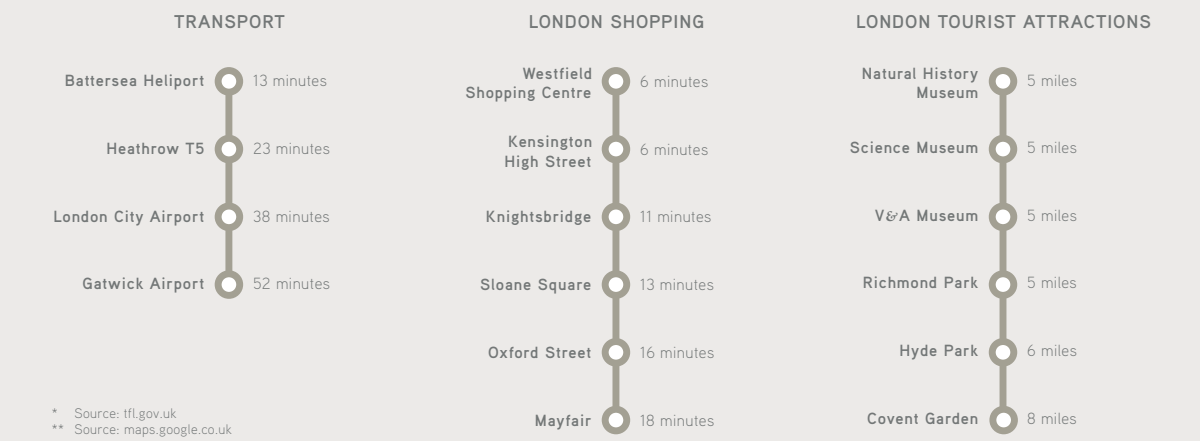 TRANSPORT
Battersea Heliport 13 minutes
Heathrow T5 23 minutes
London City Airport 38 minutes
Gatwick Airport 52 minutes
* Source: tfl.gov.uk
** Source: maps.google.co.uk
LONDON SHOPPING
Westfield
Shopping Centre 6 minutes
Kensington
High Street 6 minutes
Knightsbridge 11 minutes
Sloane Square 13 minutes
Oxford Street 16 minutes
Mayfair 18 minutes
LONDON TOURIST ATTRACTIONS
Natural History
Museum 5 miles
Science Museum 5 miles
V&A Museum 5 miles
Richmond Park 5 miles
Hyde Park 6 miles
Covent Garden 8 miles